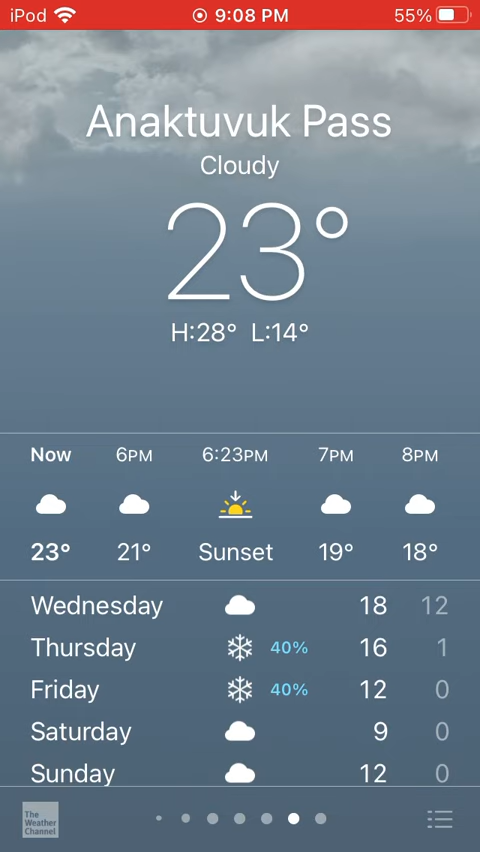 iPod 9:08 PM 55%
Anaktuvuk Pass
Cloudy
23°
H:28° L:14°
Now 6PM 6:23PM 7PM 8PM
23° 21° Sunset 19° 18°
Wednesday 18 12
Thursday 40% 16 1
Friday 40% 12 0
Saturday 9 0
Sunday 12 0
The
Weather
Channel